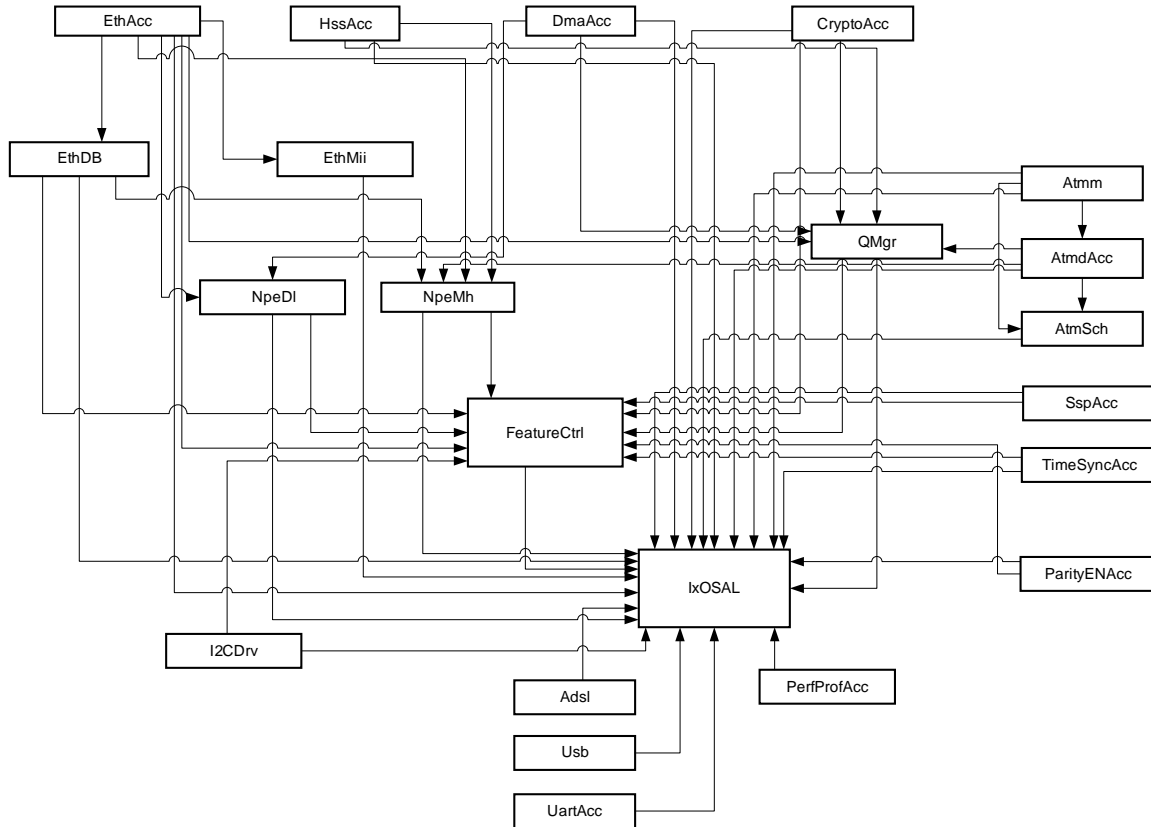 EthAcc
HssAcc
DmaAcc
CryptoAcc
EthDB
EthMii
Atmm
QMgr
AtmdAcc
NpeDl
NpeMh
AtmSch
SspAcc
FeatureCtrl
TimeSyncAcc
ParityENAcc
IxOSAL
I2CDrv
PerfProfAcc
Adsl
Usb
UartAcc